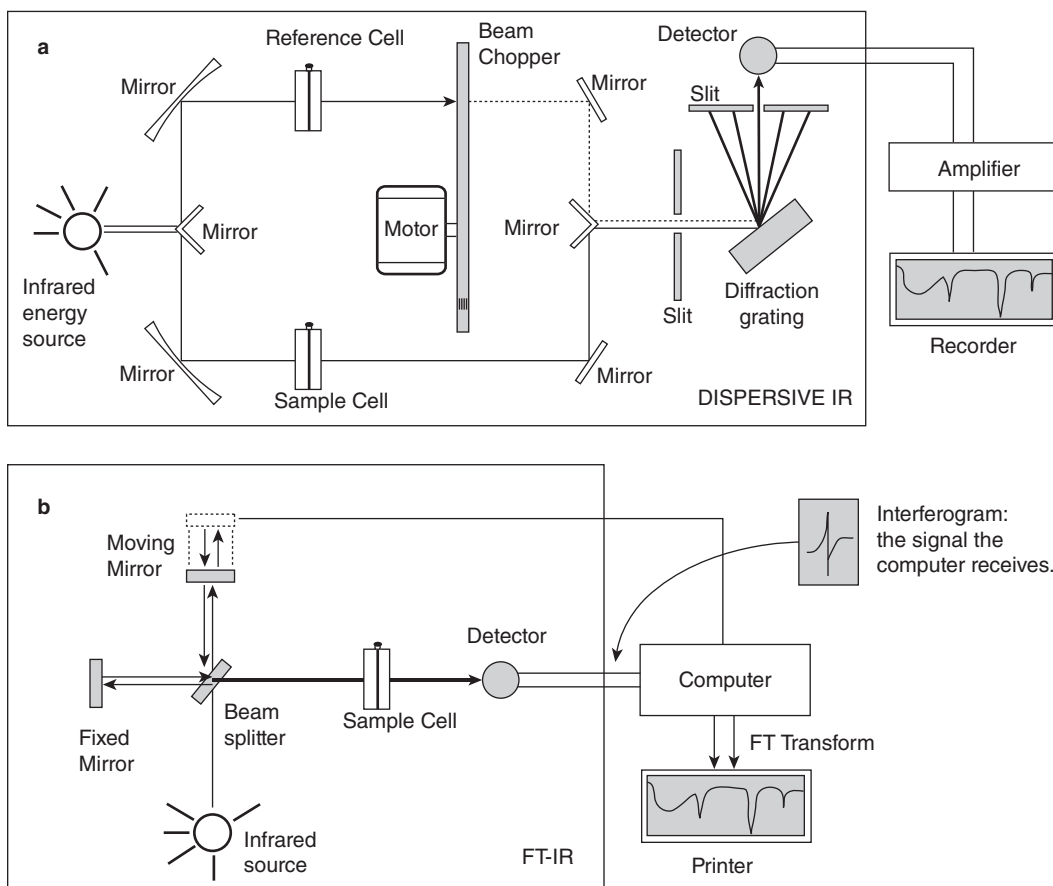 a
Reference Cell
Beam
Chopper
Detector
Mirror
Mirror
Slit
Amplifier
Mirror
Motor
Mirror
Infrared
energy
source
Slit
Diffraction
grating
Recorder
Mirror
Sample Cell
Mirror
DISPERSIVE IR
b
Moving
Mirror
Interferogram:
the signal the
computer receives.
Detector
Computer
Fixed
Mirror
Beam
splitter
Sample Cell
FT Transform
Infrared
source
FT-IR
Printer